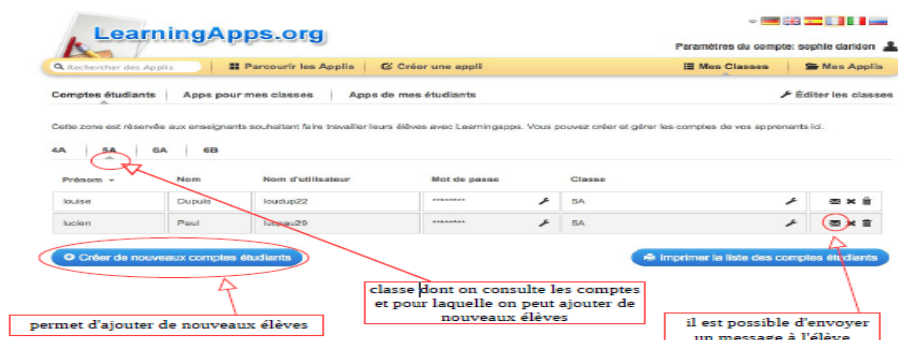 LearningApps.org
Paramètres du compte: sophie daridon
Rechercher des Applis
Parcourir les Applis
Créer une appli
Mes Classes
Mes Applis
Comptes étudiants
Apps pour mes classes
Apps de mes étudiants
Éditer les classes
Cette zone est réservée aux enseignants souhaitant faire travailler leurs élèves avec Learningapps. Vous pouvez créer et gérer les comptes de vos apprenants ici.
4A 5A 6A 6B
Prénom Nom Nom d'utilisateur Mot de passe Classe
louise Dupuis loudup22 ******** 5A
lucien Paul ******** 5A
Créer de nouveaux comptes étudiants
Imprimer la liste des comptes étudiants
classe dont on consulte les comptes
et pour laquelle on peut ajouter de
nouveaux élèves
permet d'ajouter de nouveaux élèves
il est possible d'envoyer
un message à l'élève